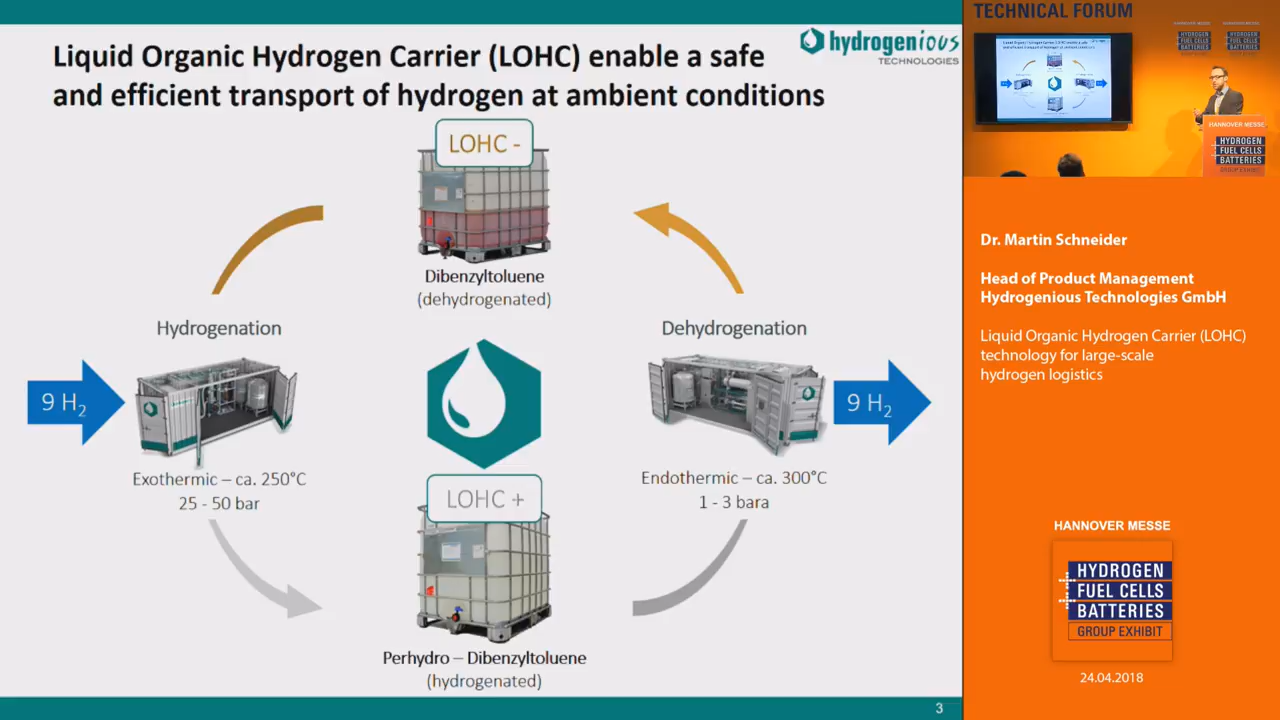 Liquid Organic Hydrogen Carrier (LOHC) enable a safe
and efficient transport of hydrogen at ambient conditions
hydrogenious
TECHNOLOGIES
LOHC -
Dibenzyltoluene
(dehydrogenated)
Hydrogenation
Dehydrogenation
9 H2
9 H2
Exothermic – ca. 250°C
25 - 50 bar
Endothermic – ca. 300°C
1 - 3 bara
LOHC +
Perhydro – Dibenzyltoluene
(hydrogenated)
3
TECHNICAL FORUM
HANNOVER MESSE
HYDROGEN
FUEL CELLS
BATTERIES
GROUP EXHIBIT
Dr. Martin Schneider
Head of Product Management
Hydrogenious Technologies GmbH
Liquid Organic Hydrogen Carrier (LOHC)
technology for large-scale
hydrogen logistics
HANNOVER MESSE
HYDROGEN
FUEL CELLS
BATTERIES
GROUP EXHIBIT
24.04.2018